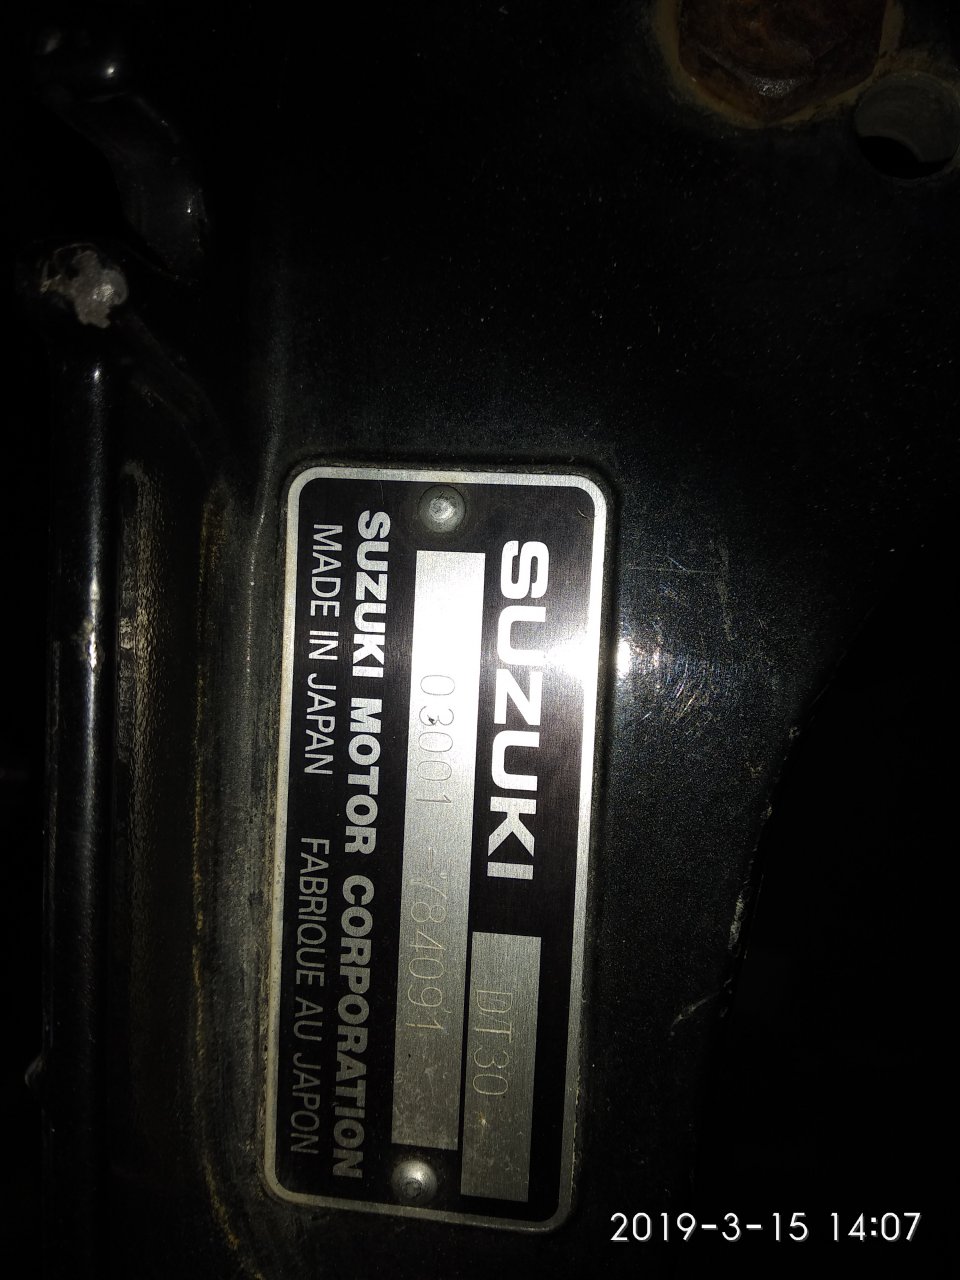 SUZUKI DT30
03001-784091
SUZUKI MOTOR CORPORATION
MADE IN JAPAN FABRIQUE AU JAPON
2019-3-15 14:07